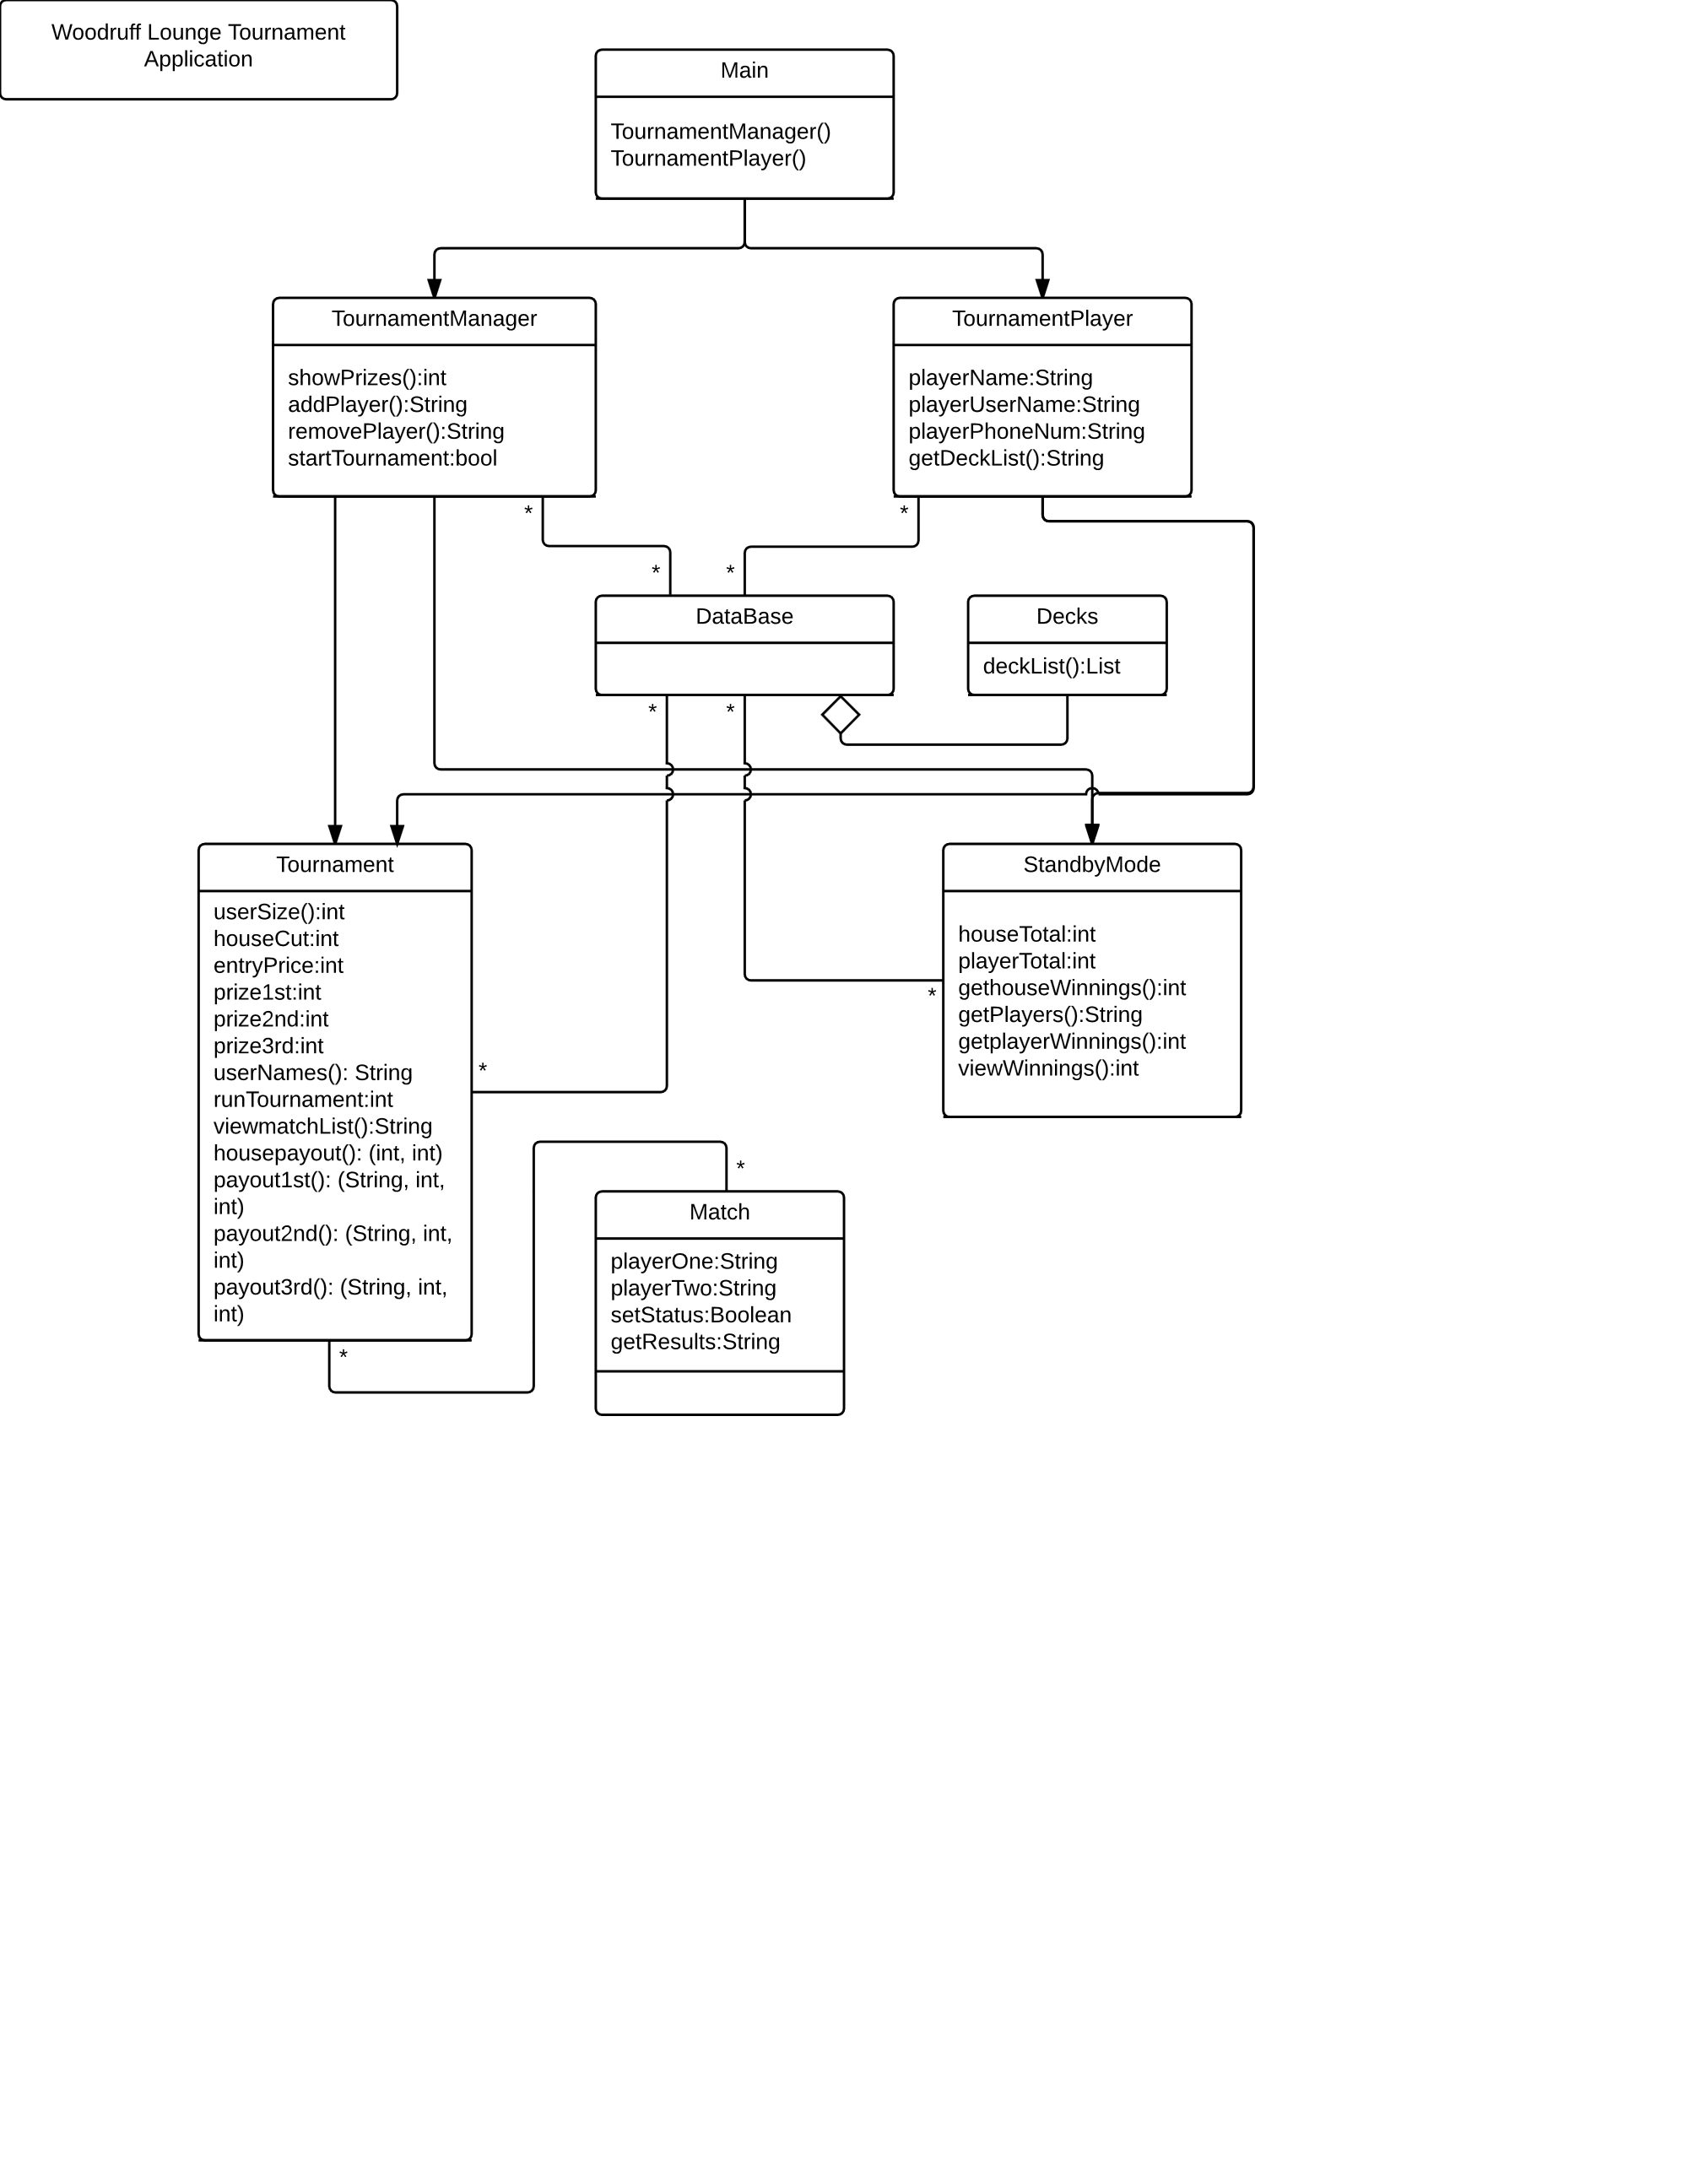 Woodruff Lounge Tournament
Application
Main
TournamentManager()
TournamentPlayer()
TournamentManager
showPrizes():int
addPlayer():String
removePlayer():String
startTournament:bool
TournamentPlayer
playerName:String
playerUserName:String
playerPhoneNum:String
getDeckList():String
*
*
*
*
DataBase
Decks
deckList():List
*
*
Tournament
userSize():int
houseCut:int
entryPrice:int
prize1st:int
prize2nd:int
prize3rd:int
userNames(): String
runTournament:int
viewmatchList():String
housepayout(): (int, int)
payout1st(): (String, int,
int)
payout2nd(): (String, int,
int)
payout3rd(): (String, int,
int)
*
*
StandbyMode
houseTotal:int
playerTotal:int
gethouseWinnings():int
getPlayers():String
getplayerWinnings():int
viewWinnings():int
*
*
Match
playerOne:String
playerTwo:String
setStatus:Boolean
getResults:String